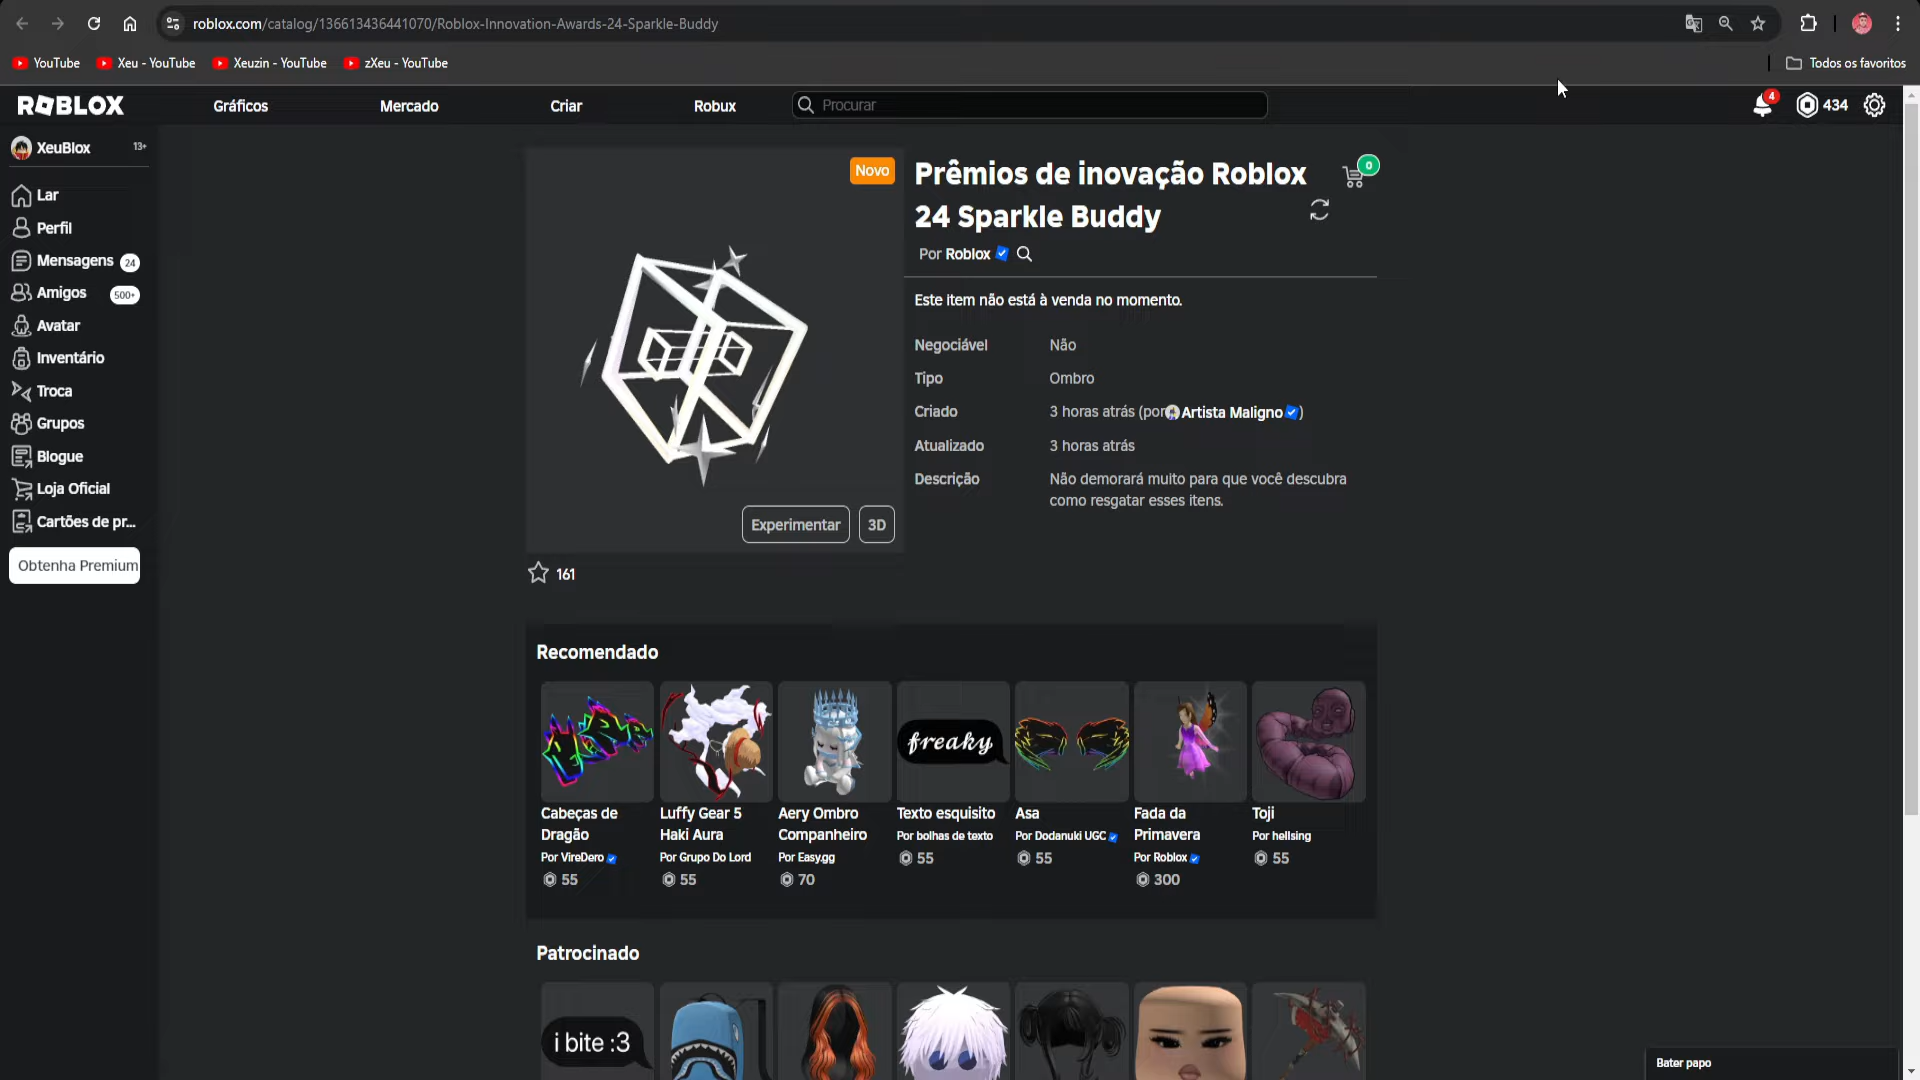 roblox.com/catalog/136613436441070/Roblox-Innovation-Awards-24-Sparkle-Buddy
YouTube
Xeu - YouTube
Xeuzin - YouTube
zXeu - YouTube
Todos os favoritos
ROBLOX
Gráficos
Mercado
Criar
Robux
Procurar
4
434
XeuBlox
13+
Lar
Perfil
Mensagens
24
Amigos
500+
Avatar
Inventário
Troca
Grupos
Blogue
Loja Oficial
Cartões de pr...
Obtenha Premium
Novo
Experimentar
3D
161
Prêmios de inovação Roblox
24 Sparkle Buddy
0
Por Roblox
Este item não está à venda no momento.
Negociável
Não
Tipo
Ombro
Criado
3 horas atrás (por Artista Maligno )
Atualizado
3 horas atrás
Descrição
Não demorará muito para que você descubra
como resgatar esses itens.
Recomendado
freaky
Cabeças de
Dragão
Por VireDero
55
Luffy Gear 5
Haki Aura
Por Grupo Do Lord
55
Aery Ombro
Companheiro
Por Easy.gg
70
Texto esquisito
Por bolhas de texto
55
Asa
Por Dodanuki UGC
55
Fada da
Primavera
Por Roblox
300
Toji
Por hellsing
55
Patrocinado
i bite :3
Bater papo